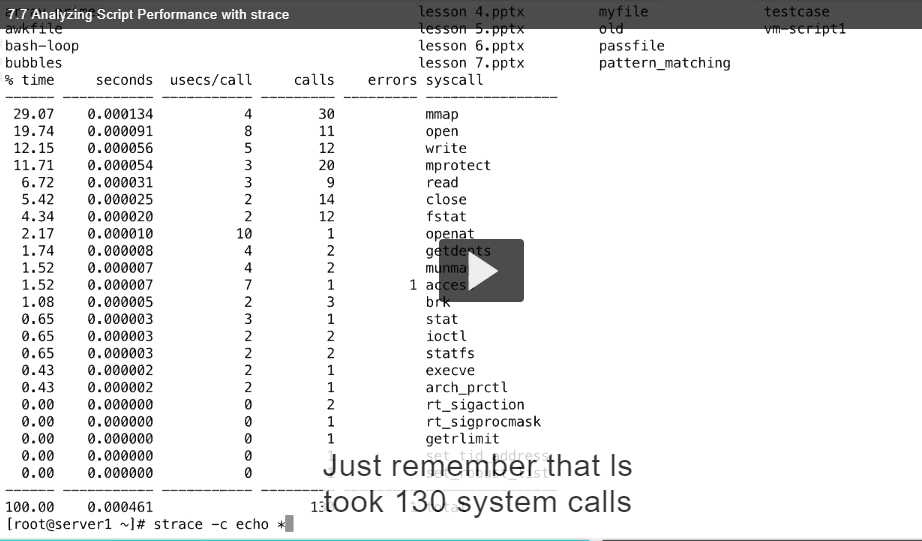 7.7 Analyzing Script Performance with strace
lesson 4.pptx myfile testcase
awkfile lesson 5.pptx old vm-script1
bash-loop lesson 6.pptx passfile
bubbles lesson 7.pptx pattern_matching
% time seconds usecs/call calls errors syscall
------ ----------- ----------- --------- --------- ----------------
29.07 0.000134 4 30 mmap
19.74 0.000091 8 11 open
12.15 0.000056 5 12 write
11.71 0.000054 3 20 mprotect
6.72 0.000031 3 9 read
5.42 0.000025 2 14 close
4.34 0.000020 2 12 fstat
2.17 0.000010 10 1 openat
1.74 0.000008 4 2 getdents
1.52 0.000007 4 2 munmap
1.52 0.000007 7 1 1 access
1.08 0.000005 2 3 brk
0.65 0.000003 3 1 stat
0.65 0.000003 2 2 ioctl
0.65 0.000003 2 2 statfs
0.43 0.000002 2 1 execve
0.43 0.000002 2 1 arch_prctl
0.00 0.000000 0 2 rt_sigaction
0.00 0.000000 0 1 rt_sigprocmask
0.00 0.000000 0 1 getrlimit
0.00 0.000000 0 1 set_tid_address
0.00 0.000000 0 set_robust_list
------ ----------- ----------- --------- --------- ----------------
100.00 0.000461
[root@server1 ~]# strace -c echo *
Just remember that ls
took 130 system calls